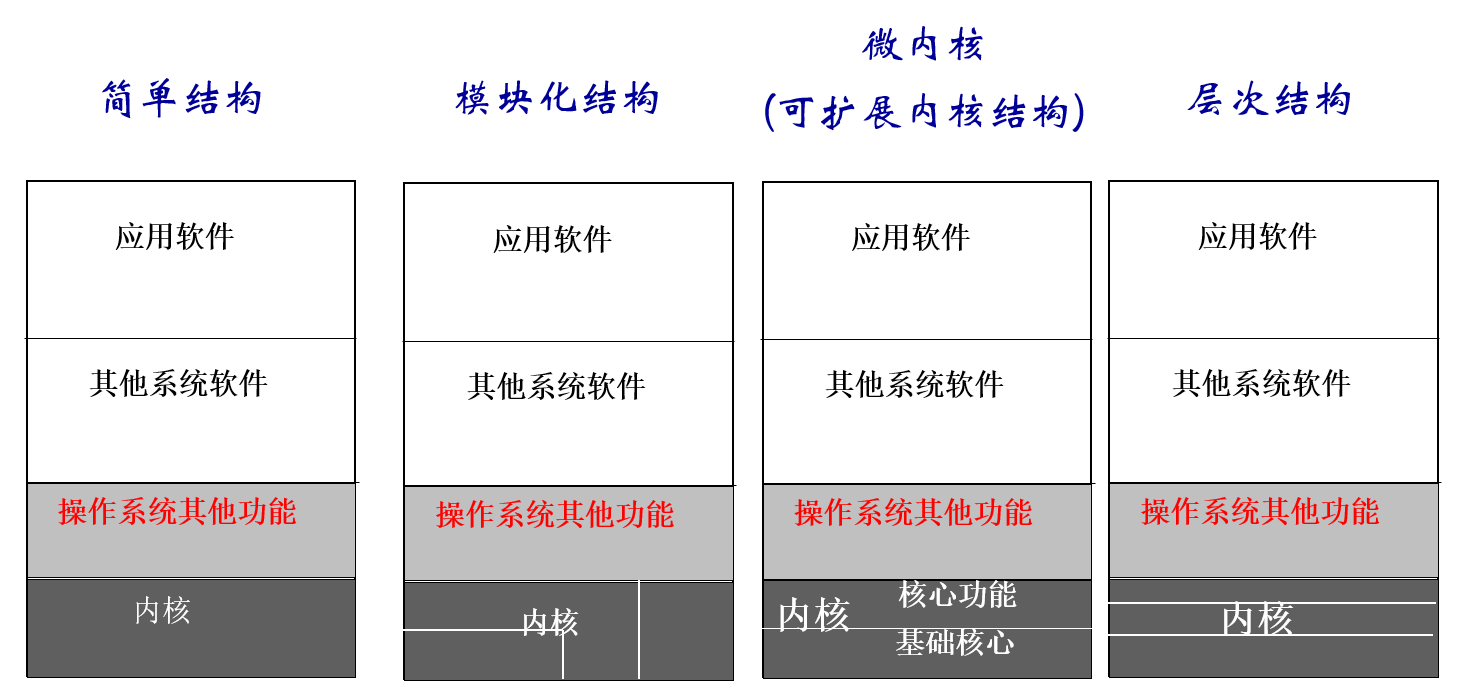 简单结构
应用软件
其他系统软件
操作系统其他功能
内核
模块化结构
应用软件
其他系统软件
操作系统其他功能
内核
微内核
(可扩展内核结构)
应用软件
其他系统软件
操作系统其他功能
内核
核心功能
基础核心
层次结构
应用软件
其他系统软件
操作系统其他功能
内核